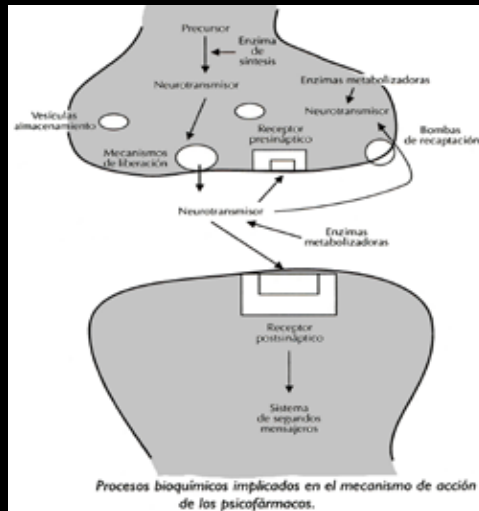 Precursor
Enzima
de
síntesis
Neurotransmisor
Enzimas metabolizadoras
Neurotransmisor
Vesículas
almacenamiento
Mecanismos
de liberación
Receptor
presináptico
Bombas
de recaptación
Neurotransmisor
Enzimas
metabolizadoras
Receptor
postsináptico
Sistema
de segundos
mensajeros
Procesos bioquímicos implicados en el mecanismo de acción
de los psicofármacos.